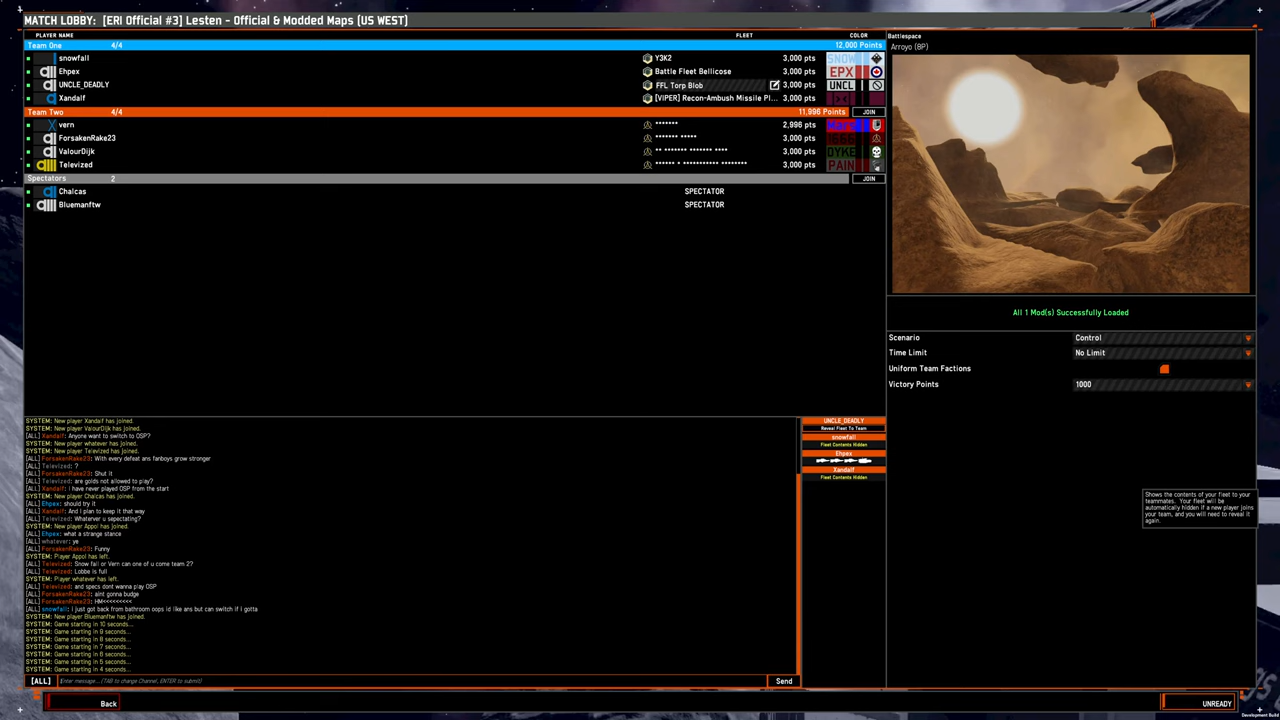 MATCH LOBBY: [ERI Official #3] Lesten - Official & Modded Maps (US WEST)
PLAYER NAME FLEET COLOR
Team One 4/4 12,000 Points
snowfall Y3K2 3,000 pts SNOW
Ehpex Battle Fleet Bellicose 3,000 pts EPX
UNCLE_DEADLY FFL Torp Blob 3,000 pts UNCL
Xandalf [VIPER] Recon-Ambush Missile Pl... 3,000 pts
Team Two 4/4 11,996 Points JOIN
vern ******* 2,996 pts
ForsakenRake23 ******* ***** 3,000 pts
ValourDijk ** ******* ******* **** 3,000 pts DYKE
Televized ****** * *********** ******** 3,000 pts PAIN
Spectators 2 JOIN
Chalcas SPECTATOR
Bluemanftw SPECTATOR
Battlespace
Arroyo (8P)
All 1 Mod(s) Successfully Loaded
Scenario Control
Time Limit No Limit
Uniform Team Factions
Victory Points 1000
SYSTEM: New player Xandalf has joined.
SYSTEM: New player ValourDijk has joined.
[ALL] Xandalf: Anyone want to switch to OSP?
SYSTEM: New player whatever has joined.
SYSTEM: New player Televized has joined.
[ALL] ForsakenRake23: With every defeat ans fanboys grow stronger
[ALL] Televized: ?
[ALL] ForsakenRake23: Shut it
[ALL] Televized: are golds not allowed to play?
[ALL] Xandalf: i have never played OSP from the start
SYSTEM: New player Chalcas has joined.
[ALL] Ehpex: should try it
[ALL] Xandalf: And I plan to keep it that way
[ALL] Televized: Whaterver u sepectating?
SYSTEM: New player Appol has joined.
[ALL] Ehpex: what a strange stance
[ALL] whatever: ye
[ALL] ForsakenRake23: Funny
SYSTEM: Player Appol has left.
[ALL] Televized: Snow fall or Vern can one of u come team 2?
[ALL] Televized: Lobbe is full
SYSTEM: Player whatever has left.
[ALL] Televized: and specs dont wanna play OSP
[ALL] ForsakenRake23: aint gonna budge
[ALL] ForsakenRake23: HM<<<<<<<<<
[ALL] snowfall: I just got back from bathroom oops id like ans but can switch if i gotta
SYSTEM: New player Bluemanftw has joined.
SYSTEM: Game starting in 10 seconds...
SYSTEM: Game starting in 9 seconds...
SYSTEM: Game starting in 8 seconds...
SYSTEM: Game starting in 7 seconds...
SYSTEM: Game starting in 6 seconds...
SYSTEM: Game starting in 5 seconds...
SYSTEM: Game starting in 4 seconds...
UNCLE_DEADLY
Reveal Fleet To Team
snowfall
Fleet Contents Hidden
Ehpex
Xandalf
Fleet Contents Hidden
Shows the contents of your fleet to your
teammates. Your fleet will be
automatically hidden if a new player joins
your team, and you will need to reveal it
again.
[ALL] Enter message... (TAB to change Channel, ENTER to submit) Send
Back UNREADY
Development Build